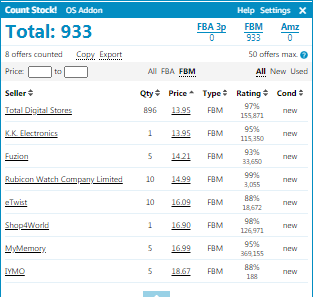 Count Stock! OS Addon Help Settings ✕
Total: 933 FBA 3p FBM Amz
0 933 0
8 offers counted Copy Export 50 offers max. ?
Price: to All FBA FBM All New Used
Seller Qty Price Type Rating Cond
Total Digital Stores 896 13.95 FBM 97% new
155,871
K.K. Electronics 1 13.95 FBM 95% new
115,350
Fuzion 5 14.21 FBM 93% new
33,650
Rubicon Watch Company Limited 10 14.99 FBM 99% new
3,055
eTwist 10 16.09 FBM 88% new
18,672
Shop4World 1 16.90 FBM 98% new
126,971
MyMemory 5 16.99 FBM 95% new
369,155
IYMO 5 18.67 FBM 88% new
188